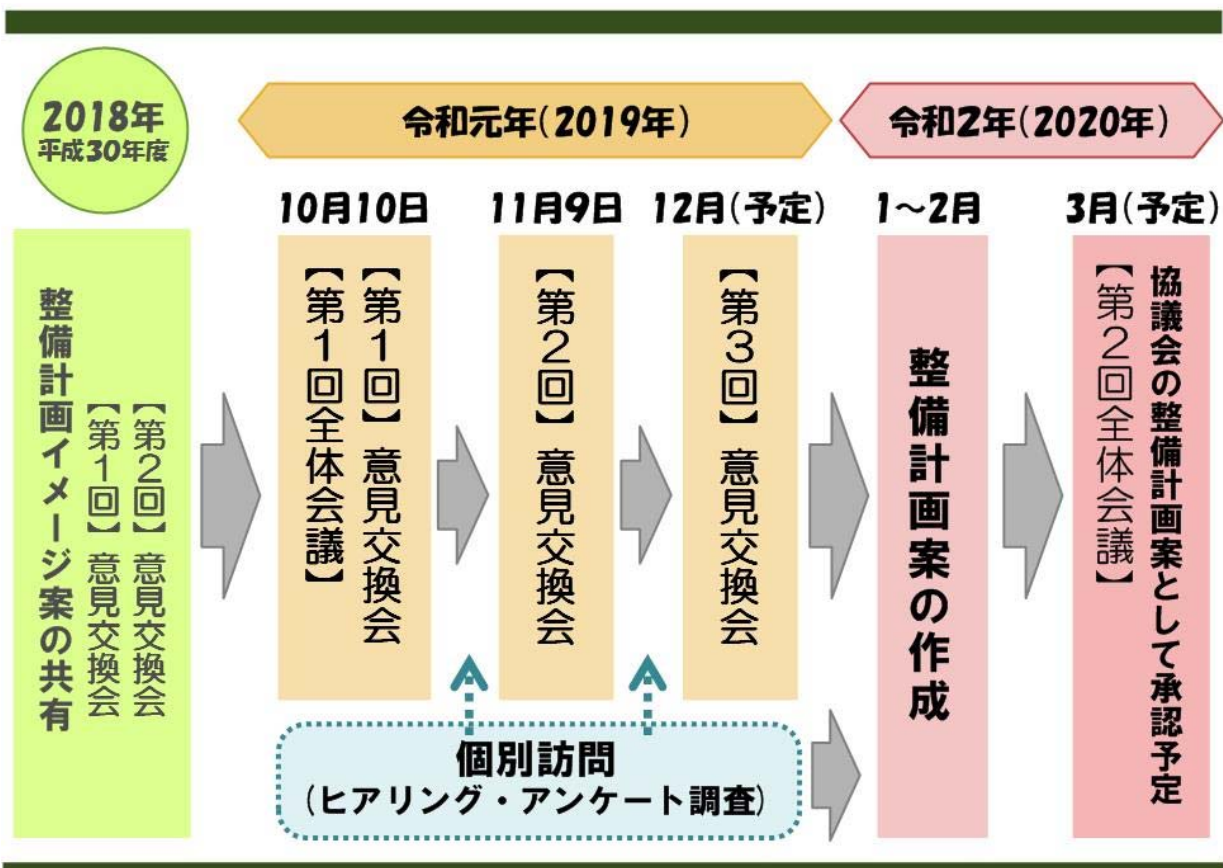 2018年
平成30年度
令和元年(2019年)
令和2年(2020年)
整備計画イメージ案の共有
【第1回】意見交換会
【第2回】意見交換会
10月10日
【第1回全体会議】
【第1回】意見交換会
11月9日
【第2回】意見交換会
12月(予定)
【第3回】意見交換会
個別訪問
(ヒアリング・アンケート調査)
1～2月
整備計画案の作成
3月(予定)
協議会の整備計画案として承認予定
【第2回全体会議】